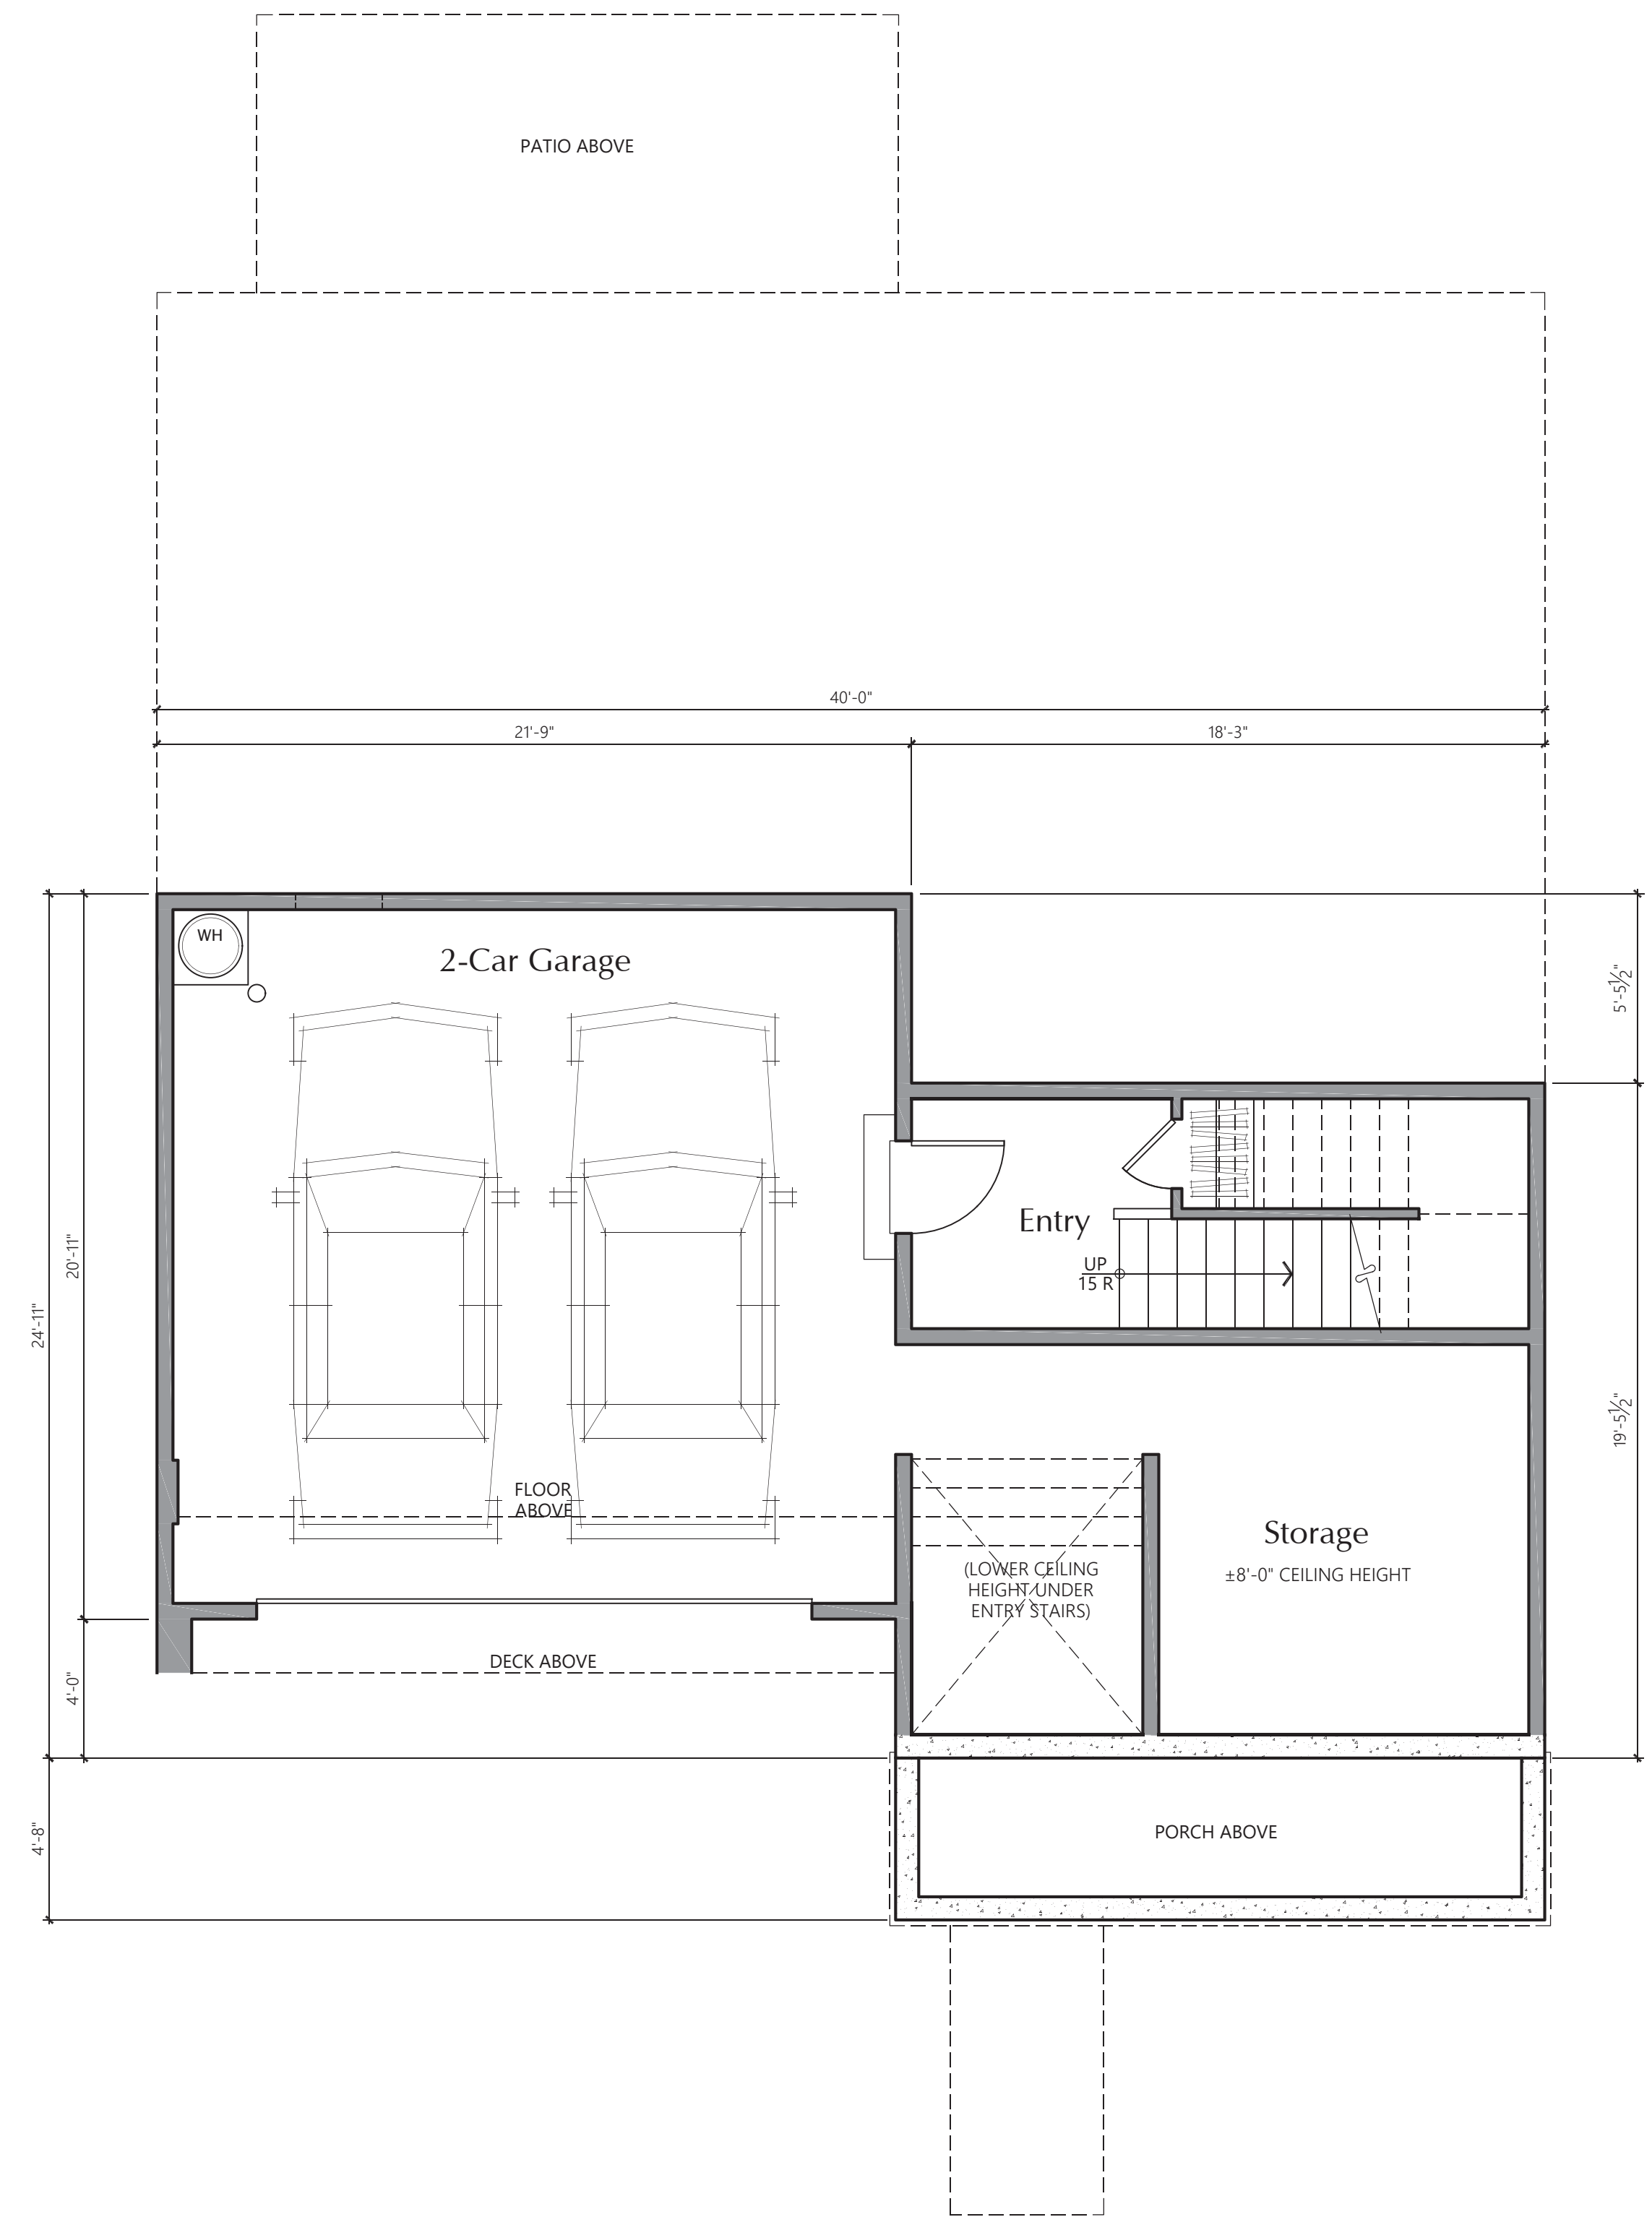 PATIO ABOVE
40'-0"
21'-9"
18'-3"
WH
2-Car Garage
5'-5½"
Entry
UP
15 R
20'-11"
24'-11"
19'-5½"
FLOOR
ABOVE
Storage
±8'-0" CEILING HEIGHT
(LOWER CEILING
HEIGHT UNDER
ENTRY STAIRS)
DECK ABOVE
4'-0"
4'-8"
PORCH ABOVE